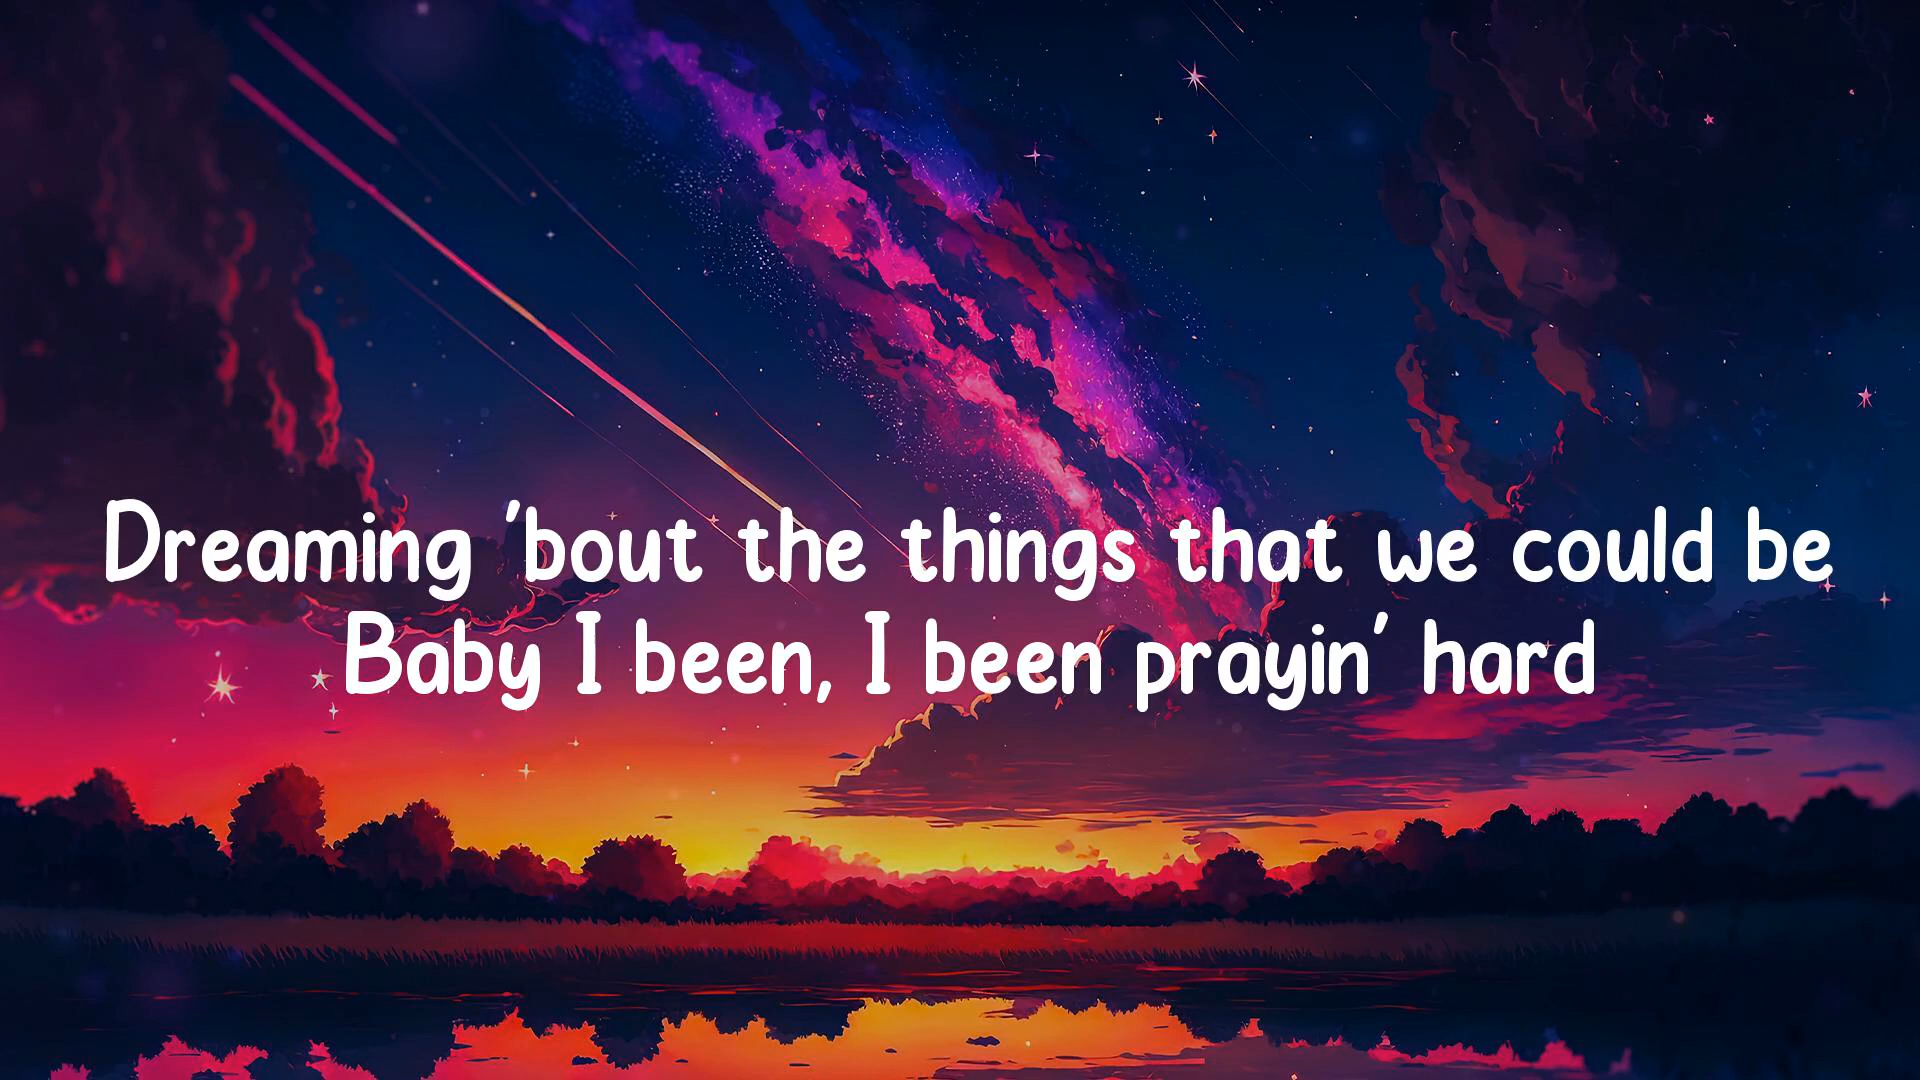 Dreaming 'bout the things that we could be
Baby I been, I been prayin' hard